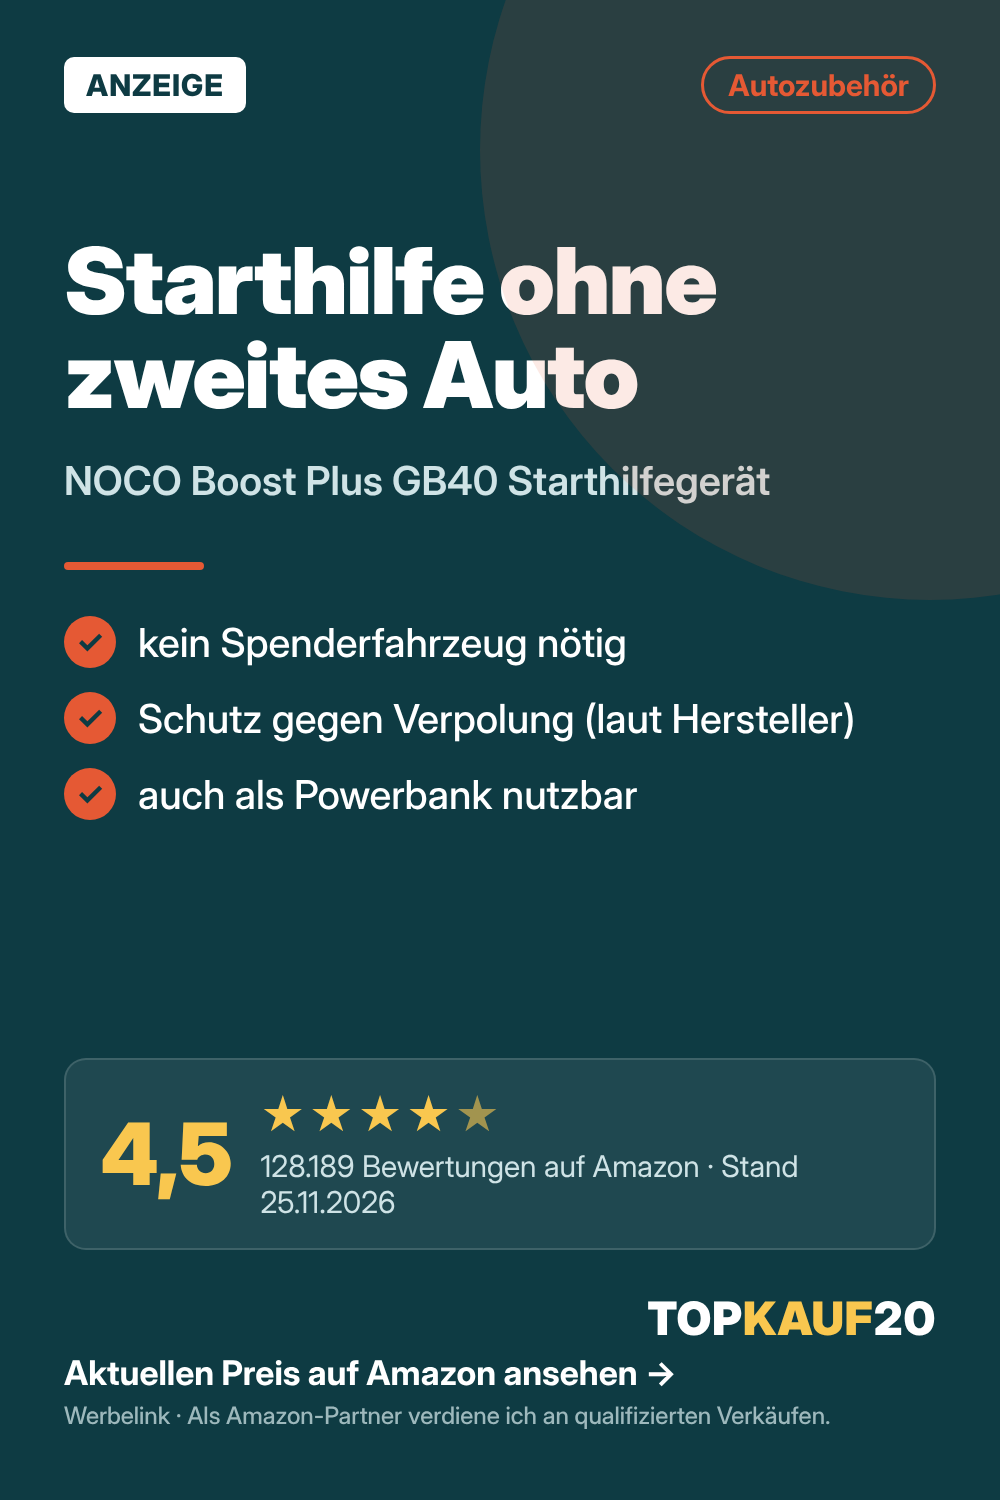 ANZEIGE
Autozubehör
Starthilfe ohne
zweites Auto
NOCO Boost Plus GB40 Starthilfegerät
kein Spenderfahrzeug nötig
Schutz gegen Verpolung (laut Hersteller)
auch als Powerbank nutzbar
4,5
128.189 Bewertungen auf Amazon · Stand
25.11.2026
TOPKAUF20
Aktuellen Preis auf Amazon ansehen →
Werbelink · Als Amazon-Partner verdiene ich an qualifizierten Verkäufen.